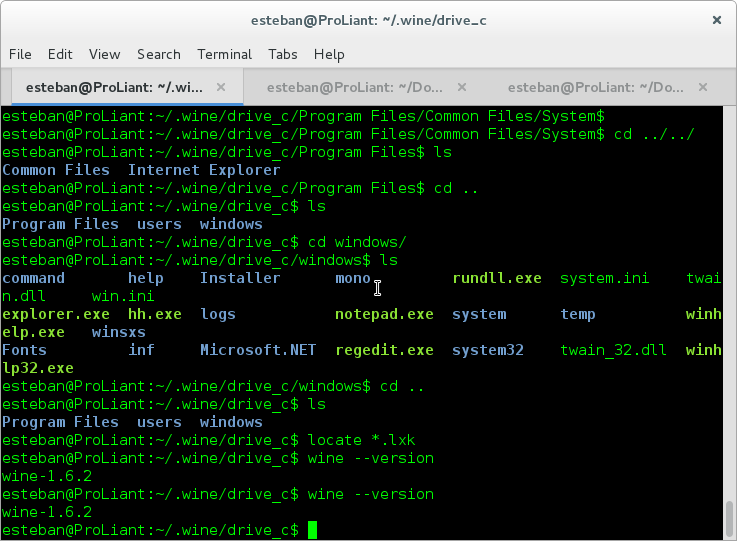 esteban@ProLiant: ~/.wine/drive_c
File Edit View Search Terminal Tabs Help
esteban@ProLiant: ~/.wi... esteban@ProLiant: ~/Do... esteban@ProLiant: ~/Do...
esteban@ProLiant:~/.wine/drive_c/Program Files/Common Files/System$
esteban@ProLiant:~/.wine/drive_c/Program Files/Common Files/System$ cd ../../
esteban@ProLiant:~/.wine/drive_c/Program Files$ ls
Common Files  Internet Explorer
esteban@ProLiant:~/.wine/drive_c/Program Files$ cd ..
esteban@ProLiant:~/.wine/drive_c$ ls
Program Files  users  windows
esteban@ProLiant:~/.wine/drive_c$ cd windows/
esteban@ProLiant:~/.wine/drive_c/windows$ ls
command       help    Installer      mono         rundll.exe  system.ini    twai
n.dll     win.ini
explorer.exe  hh.exe  logs           notepad.exe  system      temp          winh
elp.exe   winsxs
Fonts         inf     Microsoft.NET  regedit.exe  system32    twain_32.dll  winh
lp32.exe
esteban@ProLiant:~/.wine/drive_c/windows$ cd ..
esteban@ProLiant:~/.wine/drive_c$ ls
Program Files  users  windows
esteban@ProLiant:~/.wine/drive_c$ locate *.lxk
esteban@ProLiant:~/.wine/drive_c$ wine --version
wine-1.6.2
esteban@ProLiant:~/.wine/drive_c$ wine --version
wine-1.6.2
esteban@ProLiant:~/.wine/drive_c$